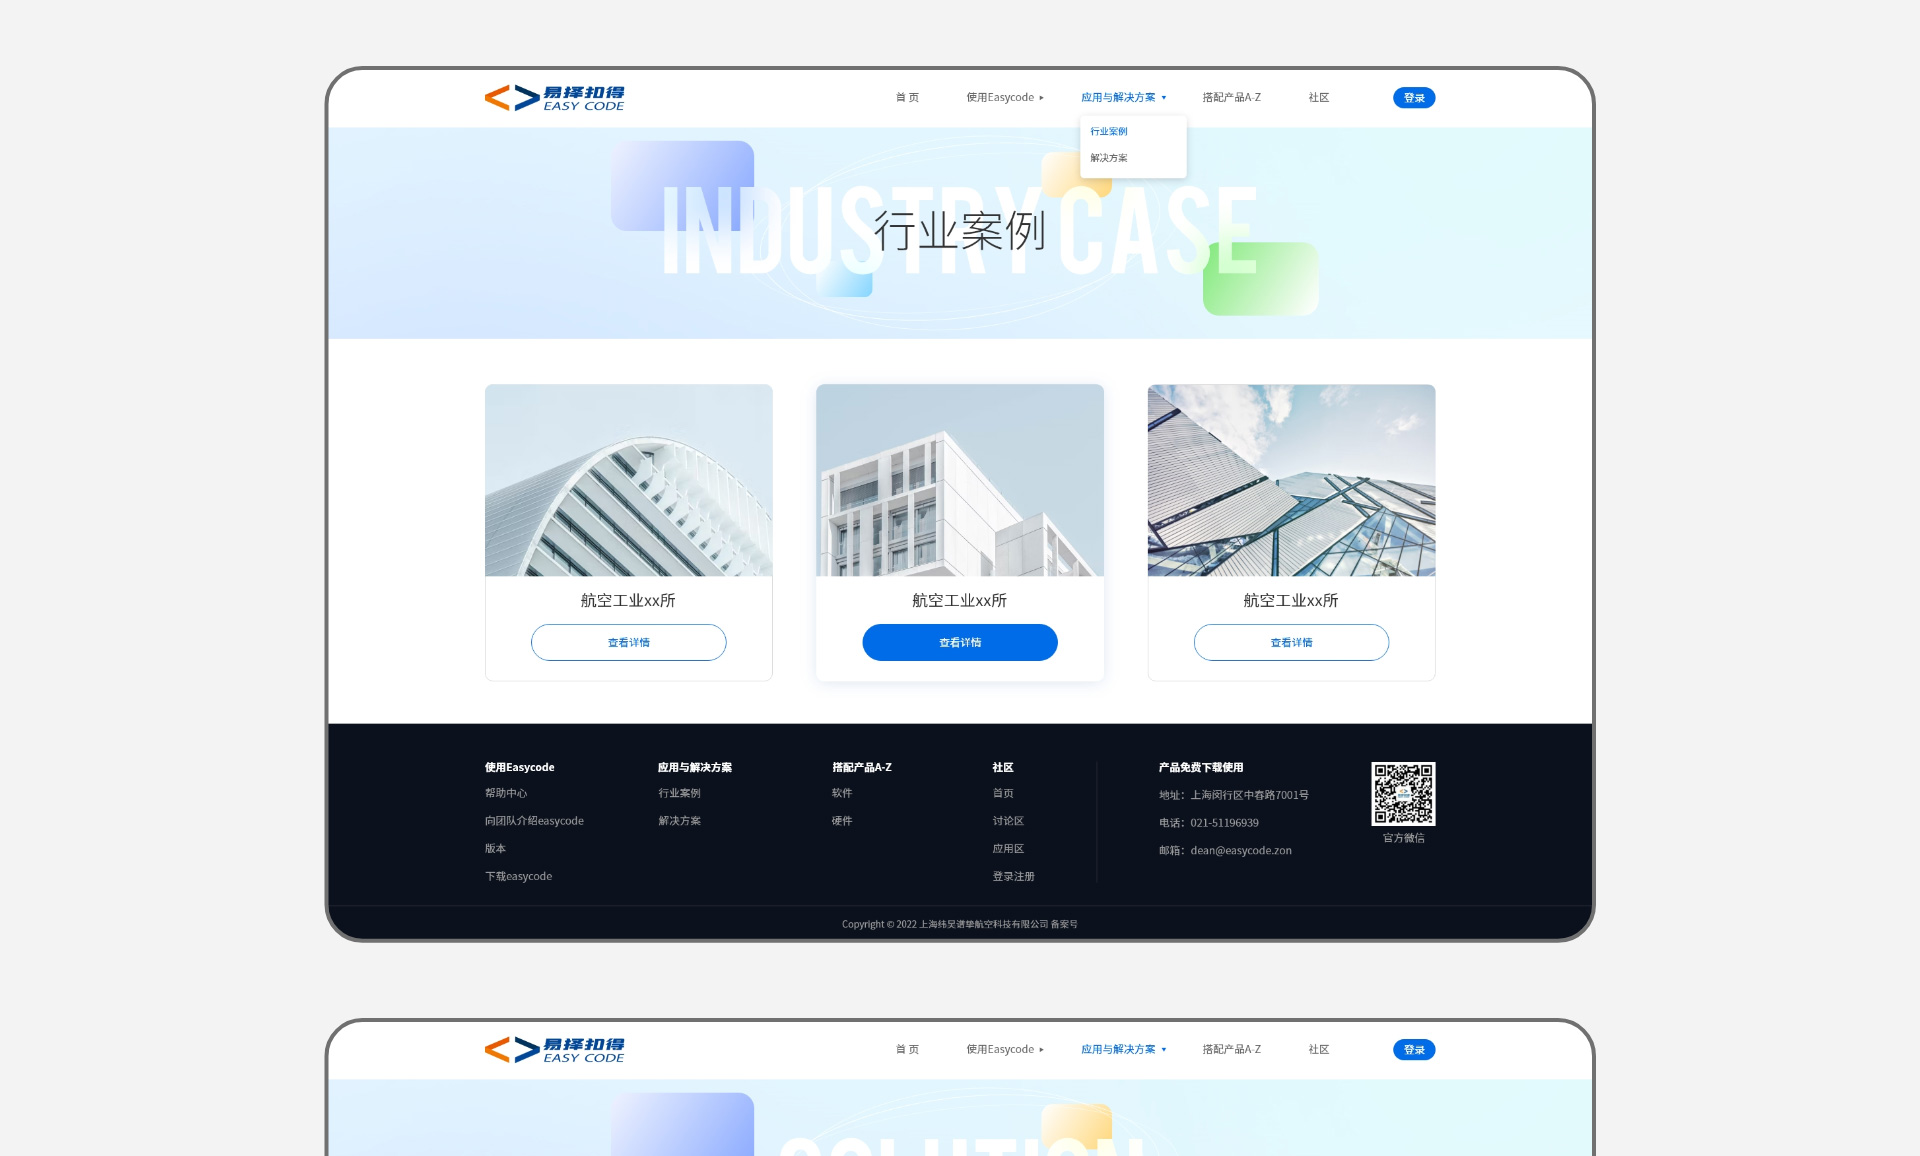 易择扣得
EASY CODE
首 页
使用Easycode
应用与解决方案
搭配产品A-Z
社区
登录
行业案例
解决方案
INDUSTRY CASE
行业案例
航空工业xx所
查看详情
航空工业xx所
查看详情
航空工业xx所
查看详情
使用Easycode
帮助中心
向团队介绍easycode
版本
下载easycode
应用与解决方案
行业案例
解决方案
搭配产品A-Z
软件
硬件
社区
首页
讨论区
应用区
登录注册
产品免费下载使用
地址：上海闵行区中春路7001号
电话：021-51196939
邮箱：dean@easycode.zon
官方微信
Copyright © 2022 上海纬昊谱挚航空科技有限公司 备案号
易择扣得
EASY CODE
首 页
使用Easycode
应用与解决方案
搭配产品A-Z
社区
登录
SOLUTION